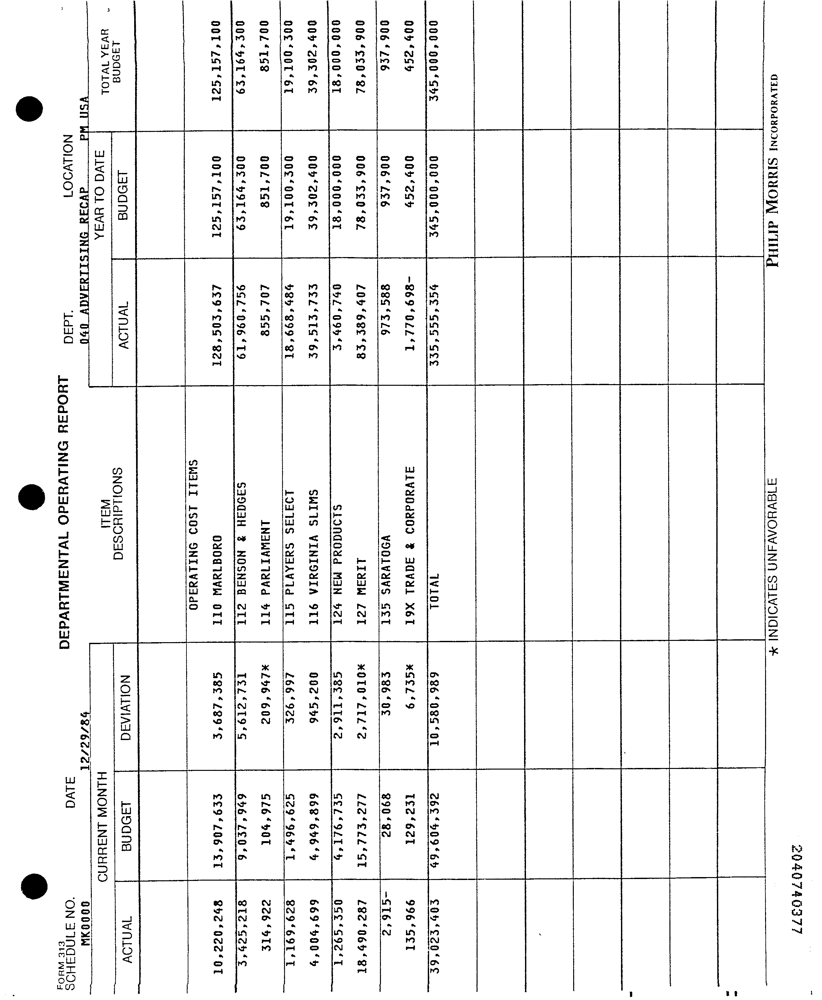 FORM 313 DEPARTMENTAL OPERATING REPORT
SCHEDULE NO. DATE DEPT. LOCATION
MK0000 12/29/84 040 ADVERTISING RECAP PM USA
CURRENT MONTH ITEM DESCRIPTIONS YEAR TO DATE TOTAL YEAR BUDGET
ACTUAL BUDGET DEVIATION ACTUAL BUDGET
OPERATING COST ITEMS
10,220,248 13,907,633 3,687,385 110 MARLBORO 128,503,637 125,157,100 125,157,100
3,425,218 9,037,949 5,612,731 112 BENSON & HEDGES 61,960,756 63,164,300 63,164,300
314,922 104,975 209,947* 114 PARLIAMENT 855,707 851,700 851,700
1,169,628 1,496,625 326,997 115 PLAYERS SELECT 18,668,484 19,100,300 19,100,300
4,004,699 4,949,899 945,200 116 VIRGINIA SLIMS 39,513,733 39,302,400 39,302,400
1,265,350 4,176,735 2,911,385 124 NEW PRODUCTS 3,460,740 18,000,000 18,000,000
18,490,287 15,773,277 2,717,010* 127 MERIT 83,389,407 78,033,900 78,033,900
2,915- 28,068 30,983 135 SARATOGA 973,588 937,900 937,900
135,966 129,231 6,735* 19X TRADE & CORPORATE 1,770,698- 452,400 452,400
39,023,403 49,604,392 10,580,989 TOTAL 335,555,354 345,000,000 345,000,000
* INDICATES UNFAVORABLE PHILIP MORRIS INCORPORATED
2040740377